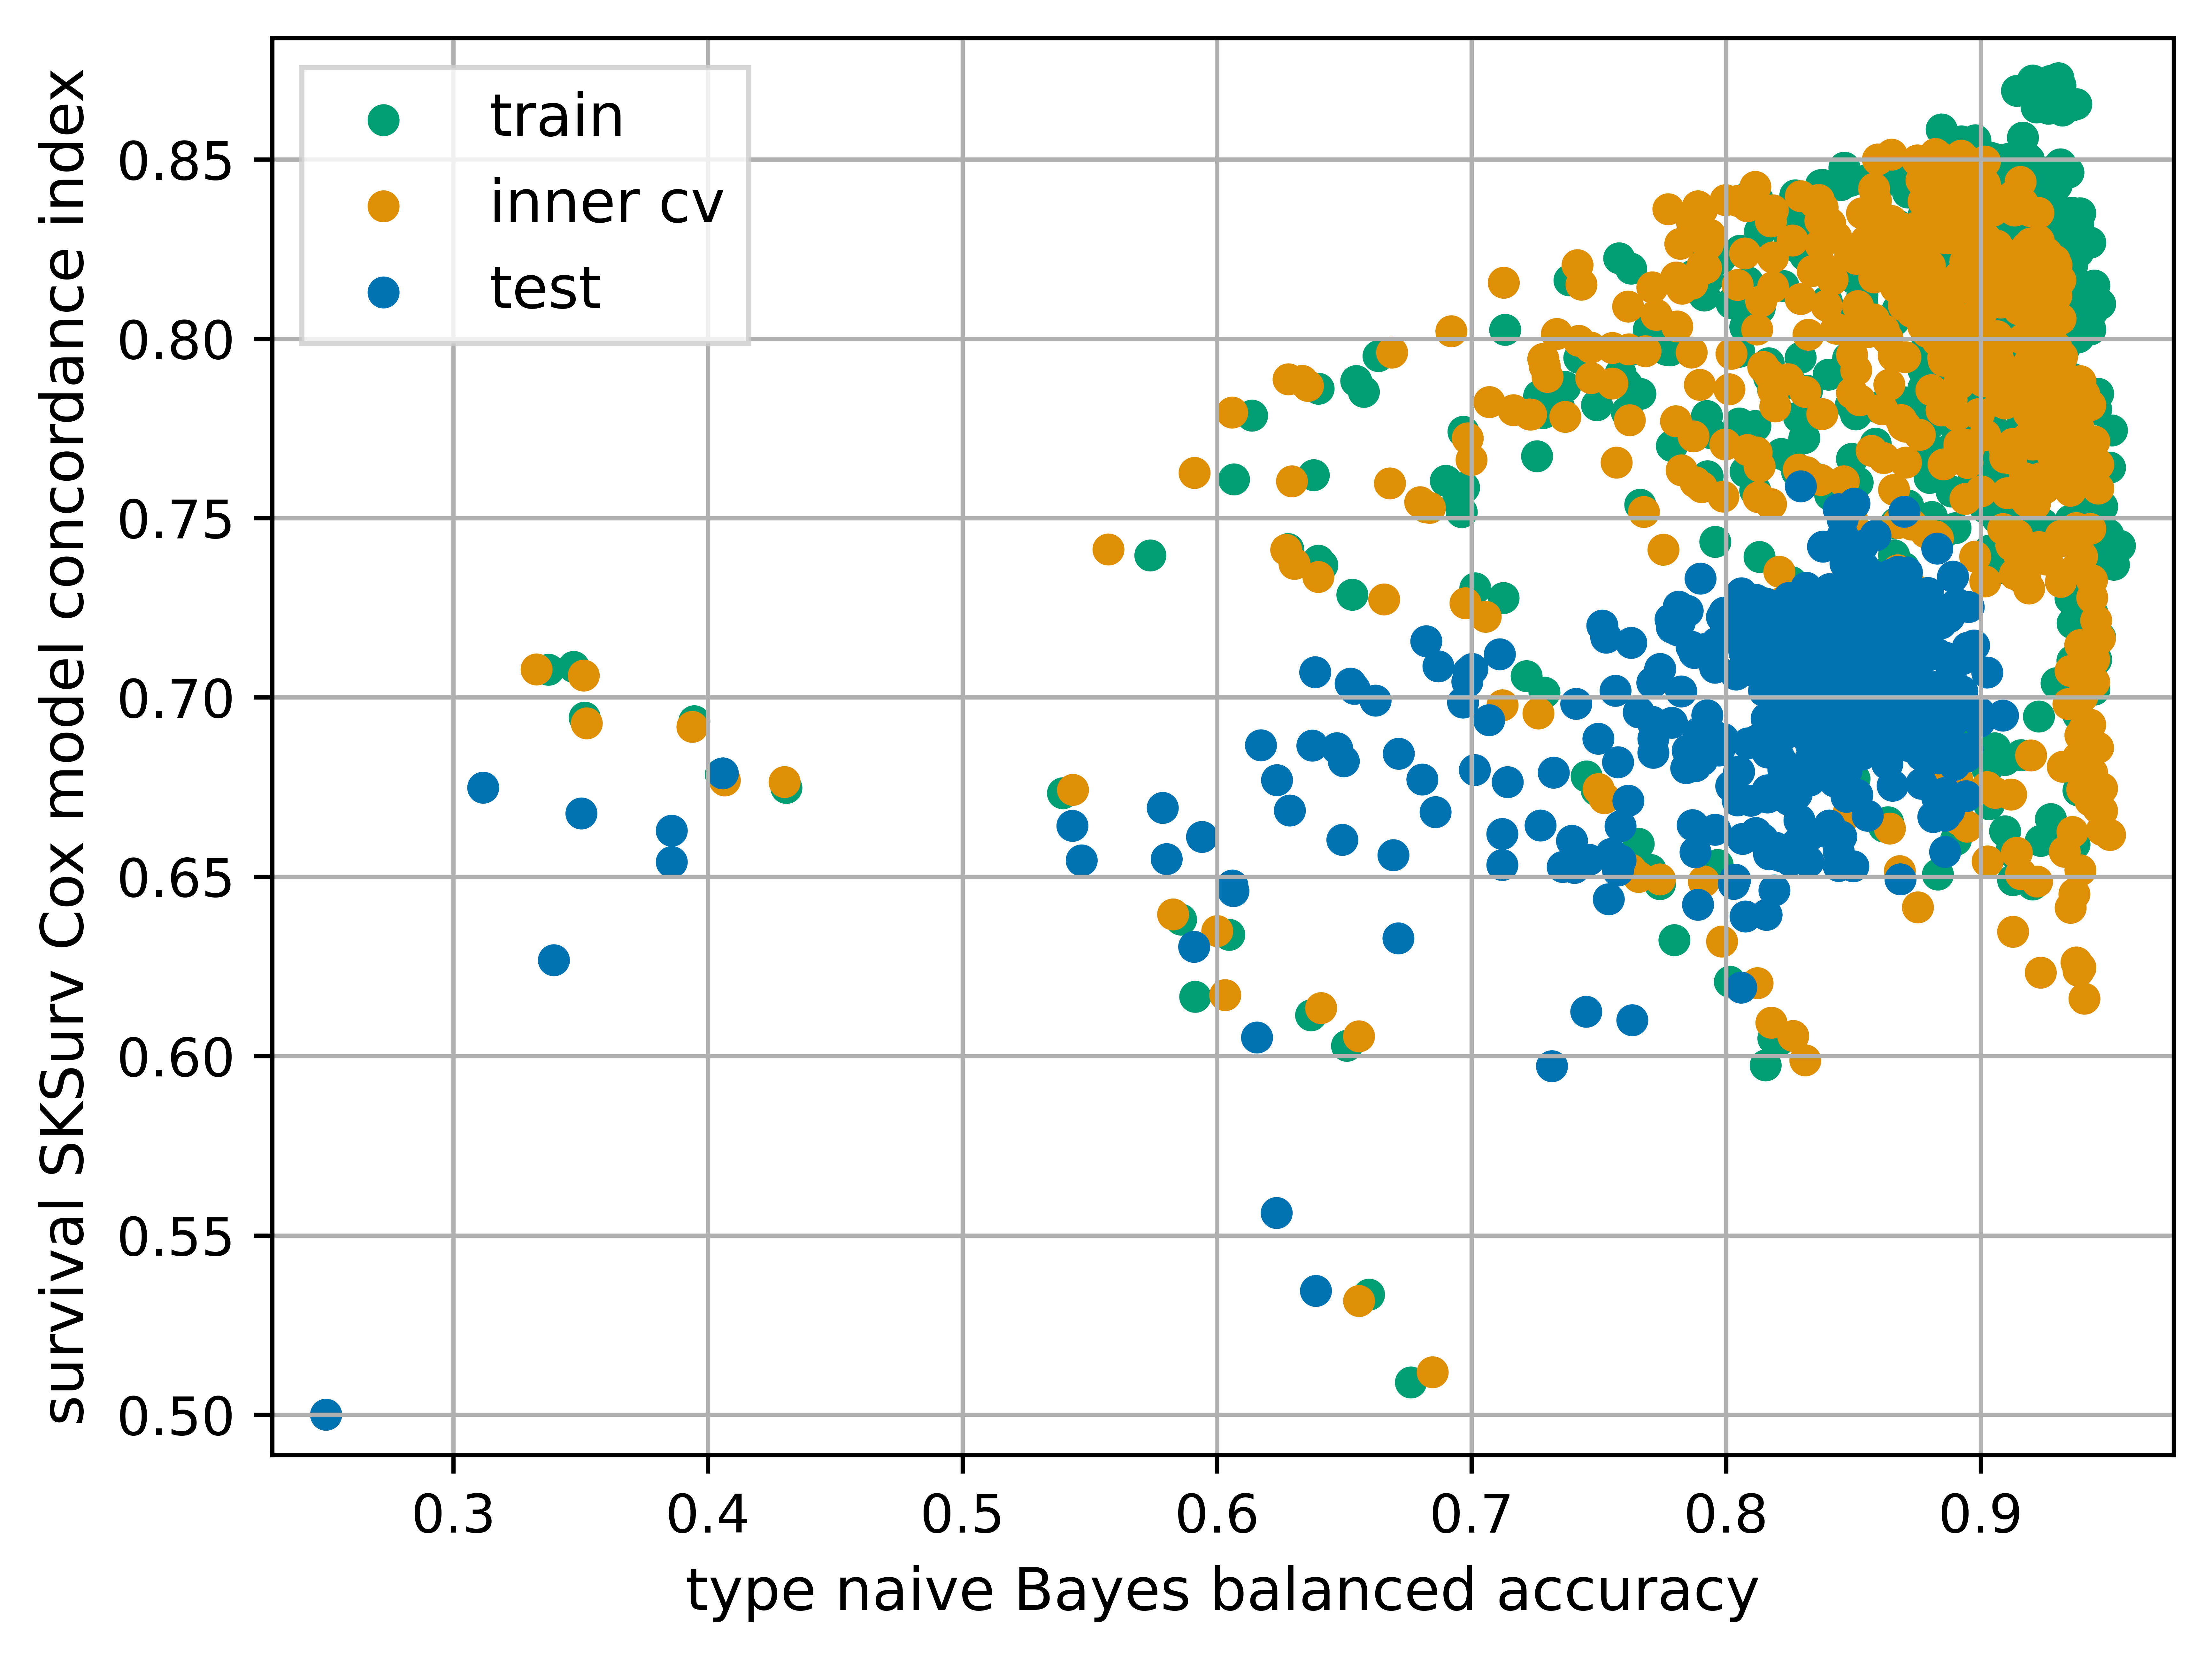 train
inner cv
test
survival SKSurv Cox model concordance index
0.85
0.80
0.75
0.70
0.65
0.60
0.55
0.50
0.3 0.4 0.5 0.6 0.7 0.8 0.9
type naive Bayes balanced accuracy